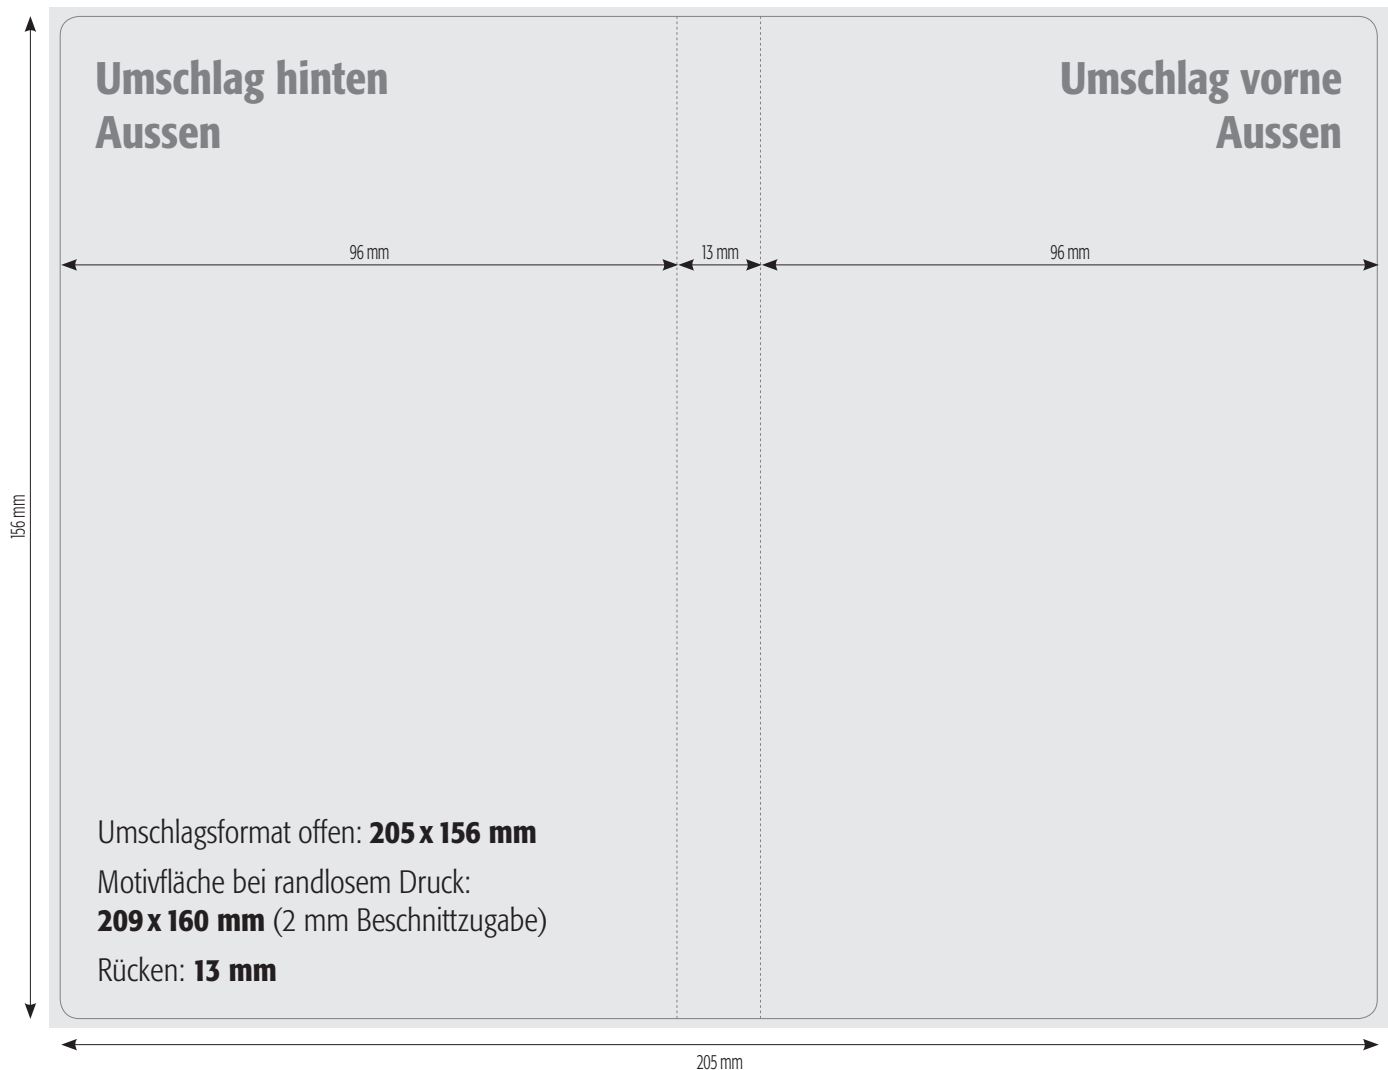 Umschlag hinten
Aussen
Umschlag vorne
Aussen
96 mm
13 mm
96 mm
156 mm
Umschlagsformat offen: 205 x 156 mm
Motivfläche bei randlosem Druck:
209 x 160 mm (2 mm Beschnittzugabe)
Rücken: 13 mm
205 mm